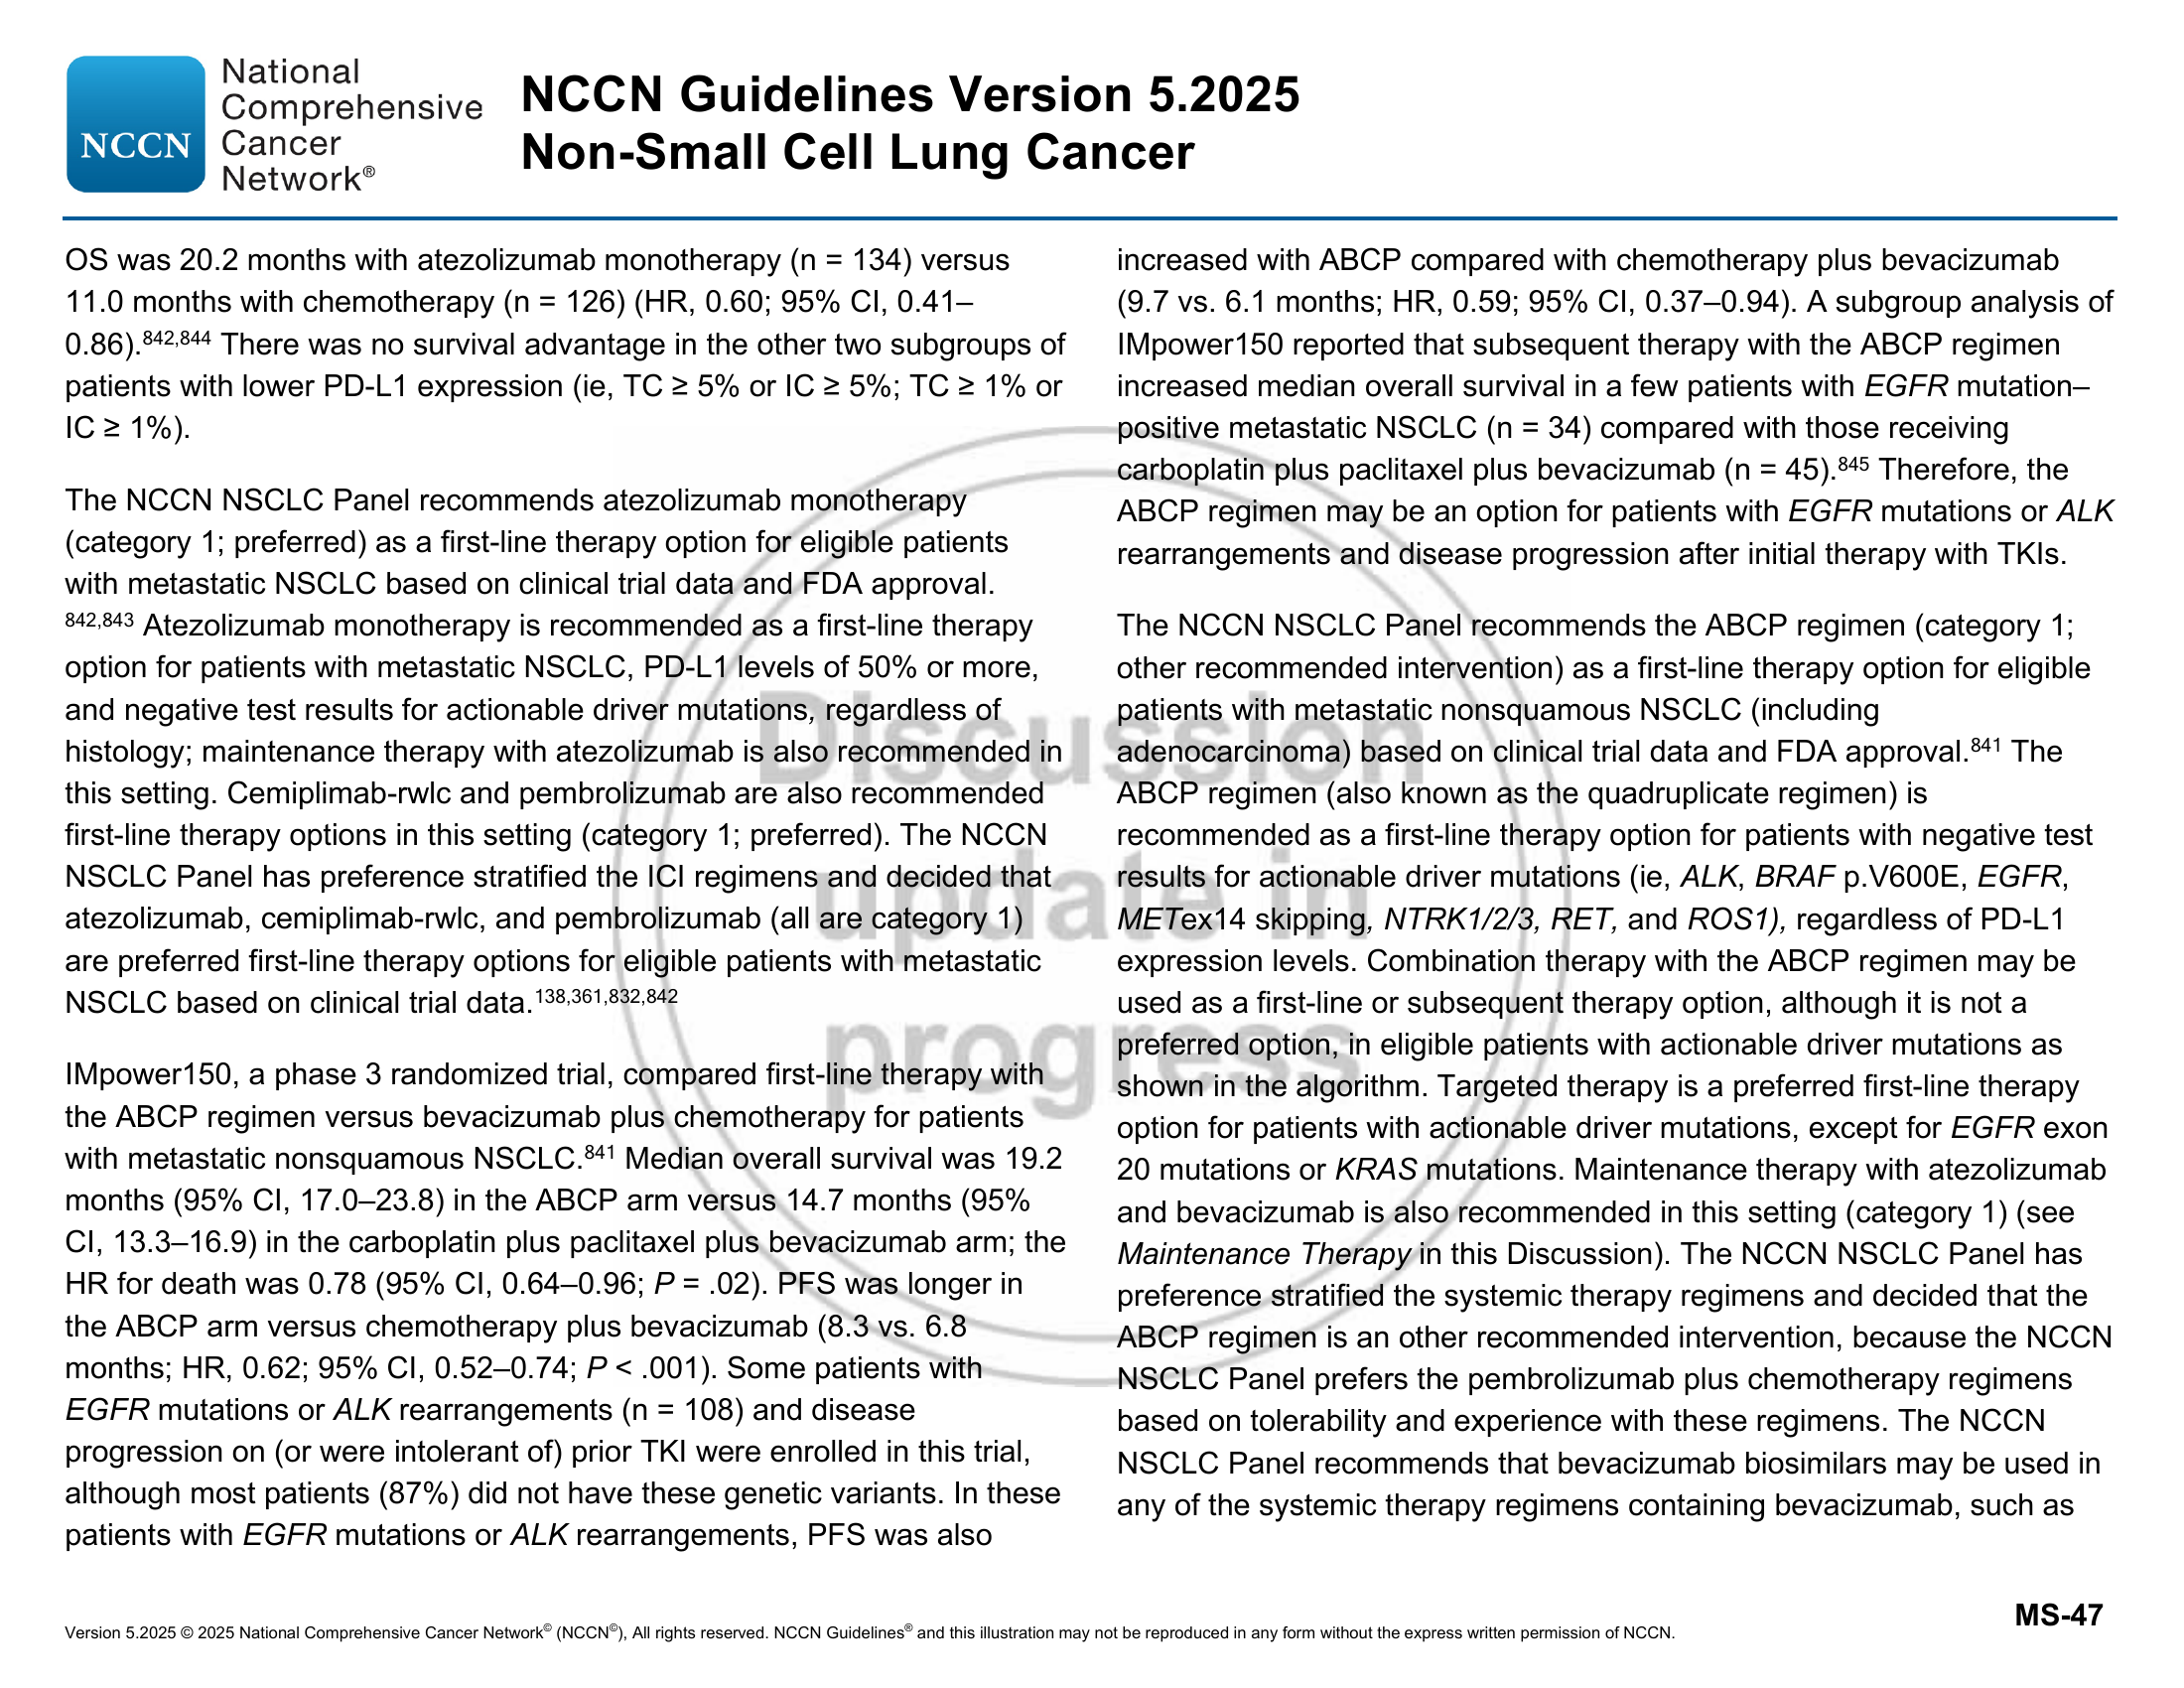 NCCN
National
Comprehensive
Cancer
Network®
NCCN Guidelines Version 5.2025
Non-Small Cell Lung Cancer
OS was 20.2 months with atezolizumab monotherapy (n = 134) versus
11.0 months with chemotherapy (n = 126) (HR, 0.60; 95% CI, 0.41–
0.86).842,844 There was no survival advantage in the other two subgroups of
patients with lower PD-L1 expression (ie, TC ≥ 5% or IC ≥ 5%; TC ≥ 1% or
IC ≥ 1%).
The NCCN NSCLC Panel recommends atezolizumab monotherapy
(category 1; preferred) as a first-line therapy option for eligible patients
with metastatic NSCLC based on clinical trial data and FDA approval.
842,843 Atezolizumab monotherapy is recommended as a first-line therapy
option for patients with metastatic NSCLC, PD-L1 levels of 50% or more,
and negative test results for actionable driver mutations, regardless of
histology; maintenance therapy with atezolizumab is also recommended in
this setting. Cemiplimab-rwlc and pembrolizumab are also recommended
first-line therapy options in this setting (category 1; preferred). The NCCN
NSCLC Panel has preference stratified the ICI regimens and decided that
atezolizumab, cemiplimab-rwlc, and pembrolizumab (all are category 1)
are preferred first-line therapy options for eligible patients with metastatic
NSCLC based on clinical trial data.138,361,832,842
IMpower150, a phase 3 randomized trial, compared first-line therapy with
the ABCP regimen versus bevacizumab plus chemotherapy for patients
with metastatic nonsquamous NSCLC.841 Median overall survival was 19.2
months (95% CI, 17.0–23.8) in the ABCP arm versus 14.7 months (95%
CI, 13.3–16.9) in the carboplatin plus paclitaxel plus bevacizumab arm; the
HR for death was 0.78 (95% CI, 0.64–0.96; P = .02). PFS was longer in
the ABCP arm versus chemotherapy plus bevacizumab (8.3 vs. 6.8
months; HR, 0.62; 95% CI, 0.52–0.74; P < .001). Some patients with
EGFR mutations or ALK rearrangements (n = 108) and disease
progression on (or were intolerant of) prior TKI were enrolled in this trial,
although most patients (87%) did not have these genetic variants. In these
patients with EGFR mutations or ALK rearrangements, PFS was also
increased with ABCP compared with chemotherapy plus bevacizumab
(9.7 vs. 6.1 months; HR, 0.59; 95% CI, 0.37–0.94). A subgroup analysis of
IMpower150 reported that subsequent therapy with the ABCP regimen
increased median overall survival in a few patients with EGFR mutation–
positive metastatic NSCLC (n = 34) compared with those receiving
carboplatin plus paclitaxel plus bevacizumab (n = 45).845 Therefore, the
ABCP regimen may be an option for patients with EGFR mutations or ALK
rearrangements and disease progression after initial therapy with TKIs.
The NCCN NSCLC Panel recommends the ABCP regimen (category 1;
other recommended intervention) as a first-line therapy option for eligible
patients with metastatic nonsquamous NSCLC (including
adenocarcinoma) based on clinical trial data and FDA approval.841 The
ABCP regimen (also known as the quadruplicate regimen) is
recommended as a first-line therapy option for patients with negative test
results for actionable driver mutations (ie, ALK, BRAF p.V600E, EGFR,
METex14 skipping, NTRK1/2/3, RET, and ROS1), regardless of PD-L1
expression levels. Combination therapy with the ABCP regimen may be
used as a first-line or subsequent therapy option, although it is not a
preferred option, in eligible patients with actionable driver mutations as
shown in the algorithm. Targeted therapy is a preferred first-line therapy
option for patients with actionable driver mutations, except for EGFR exon
20 mutations or KRAS mutations. Maintenance therapy with atezolizumab
and bevacizumab is also recommended in this setting (category 1) (see
Maintenance Therapy in this Discussion). The NCCN NSCLC Panel has
preference stratified the systemic therapy regimens and decided that the
ABCP regimen is an other recommended intervention, because the NCCN
NSCLC Panel prefers the pembrolizumab plus chemotherapy regimens
based on tolerability and experience with these regimens. The NCCN
NSCLC Panel recommends that bevacizumab biosimilars may be used in
any of the systemic therapy regimens containing bevacizumab, such as
Discussion
update in
progress
MS-47
Version 5.2025 © 2025 National Comprehensive Cancer Network© (NCCN©), All rights reserved. NCCN Guidelines® and this illustration may not be reproduced in any form without the express written permission of NCCN.